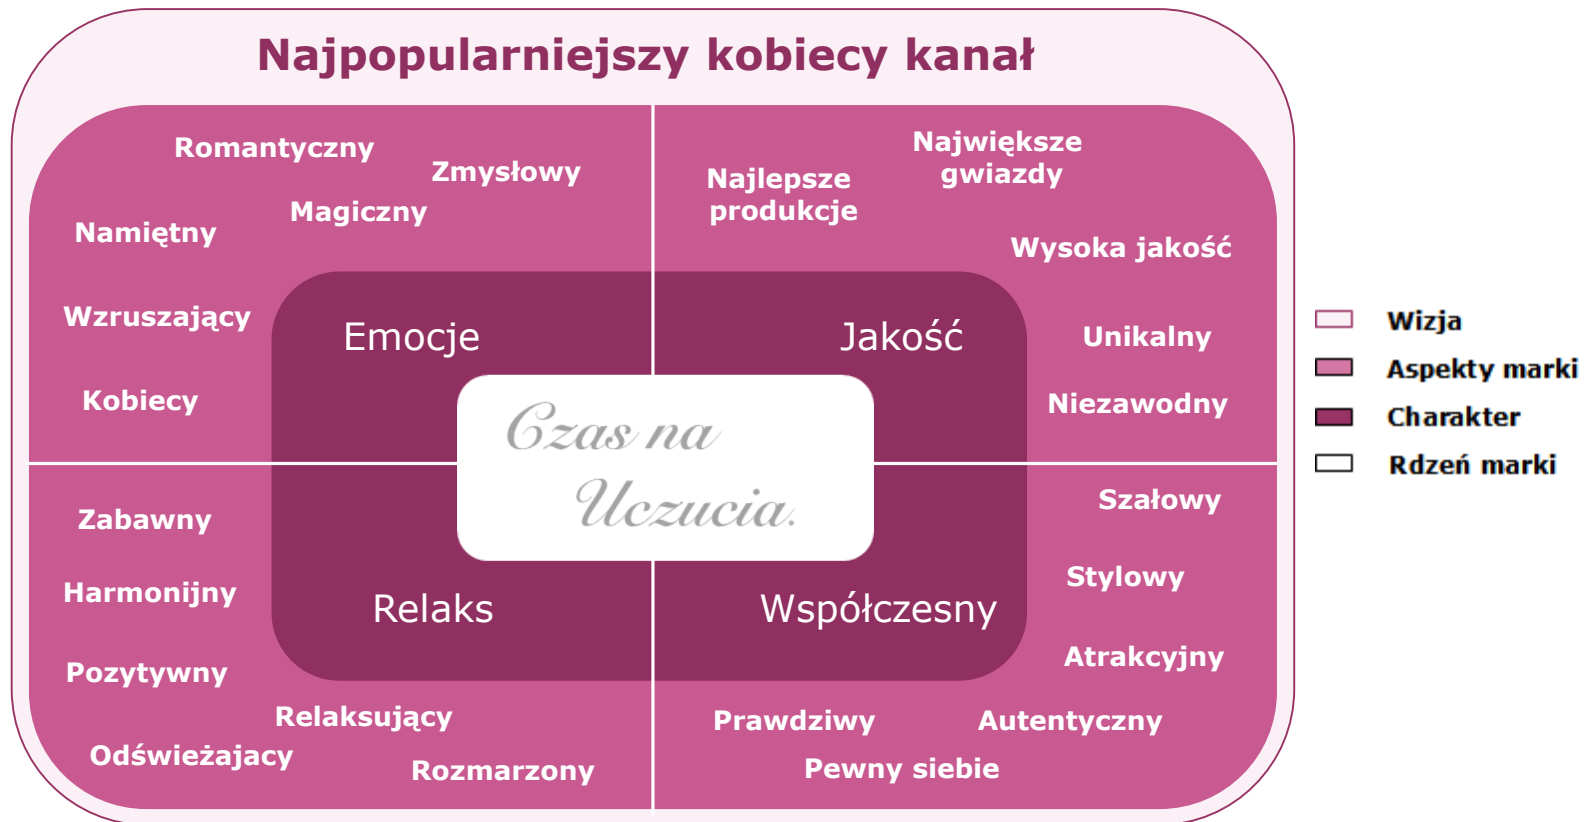 Najpopularniejszy kobiecy kanał
Romantyczny
Zmysłowy
Magiczny
Namiętny
Wzruszający
Kobiecy
Emocje
Największe
gwiazdy
Najlepsze
produkcje
Wysoka jakość
Unikalny
Niezawodny
Jakość
Czas na
Uczucia.
Zabawny
Harmonijny
Pozytywny
Relaksujący
Odświeżajacy
Rozmarzony
Relaks
Współczesny
Szałowy
Stylowy
Atrakcyjny
Prawdziwy
Autentyczny
Pewny siebie
Wizja
Aspekty marki
Charakter
Rdzeń marki